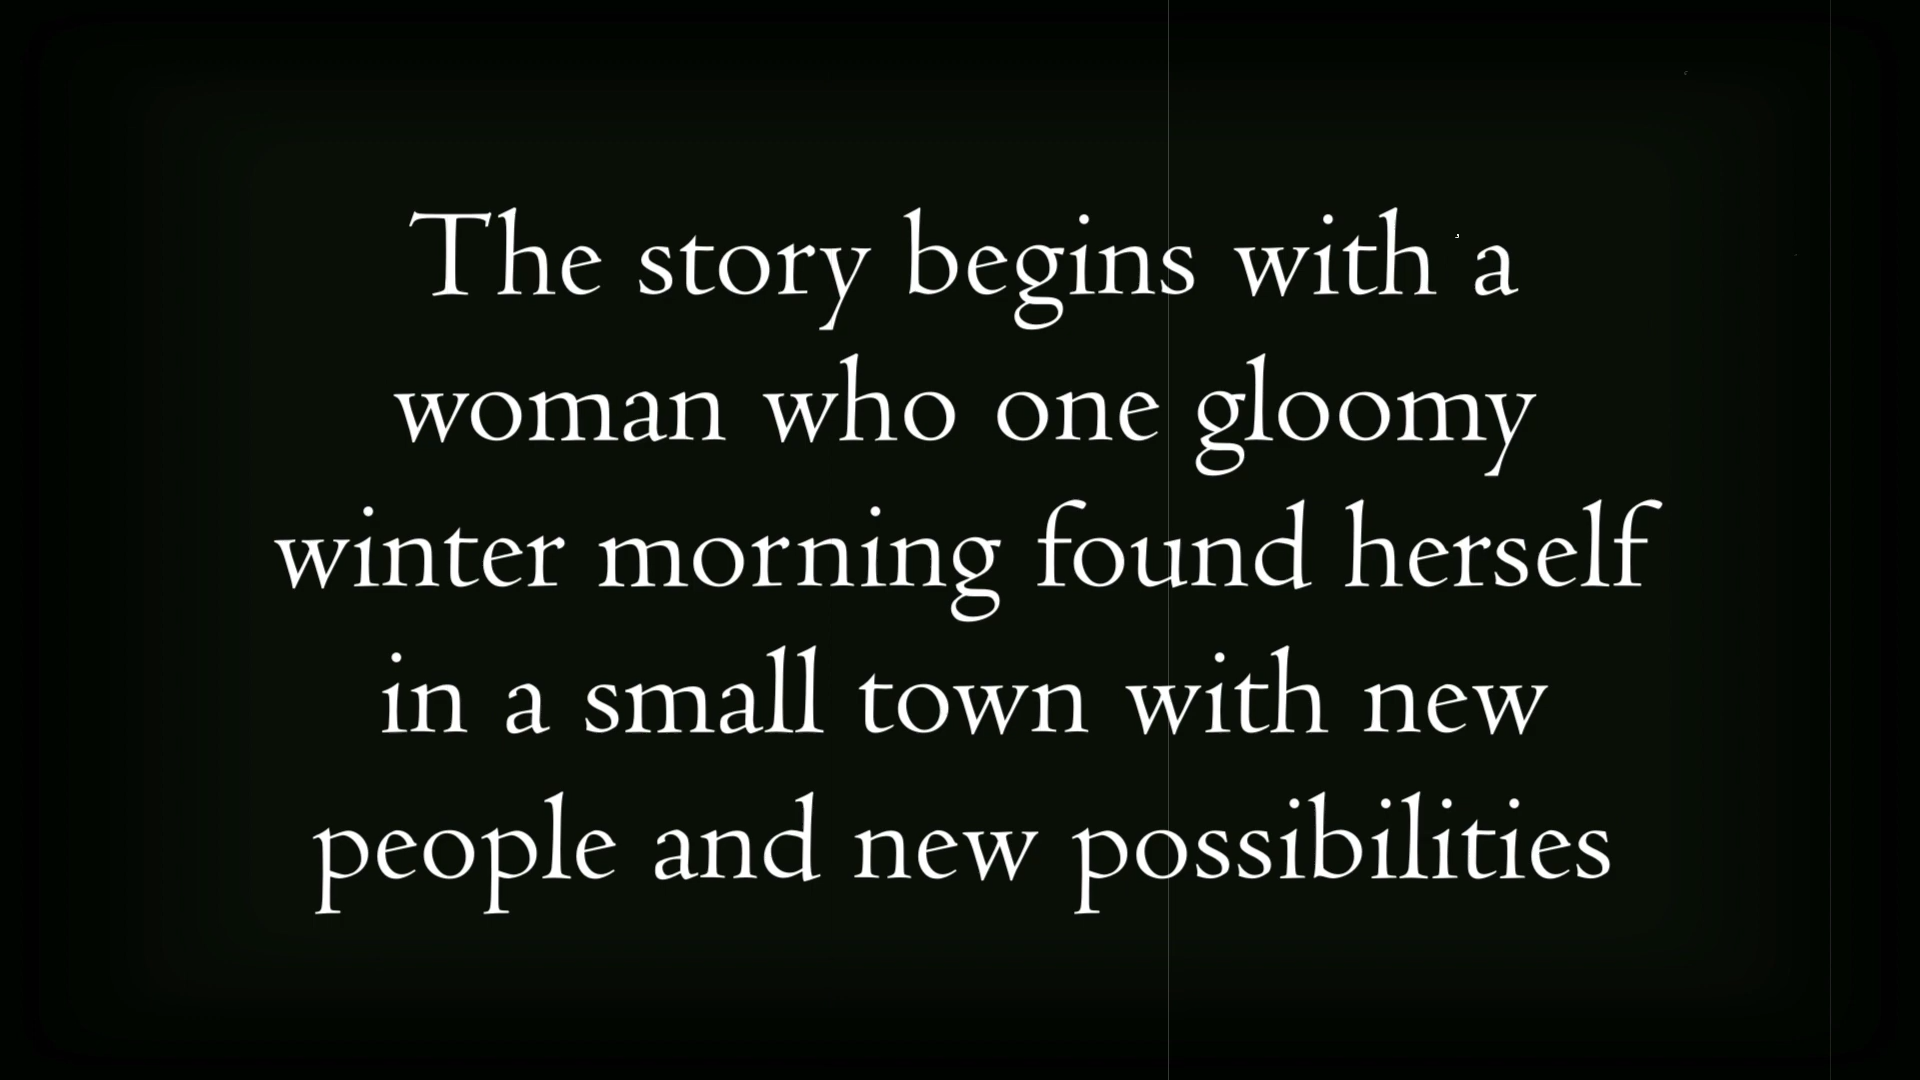 The story begins with a
woman who one gloomy
winter morning found herself
in a small town with new
people and new possibilities